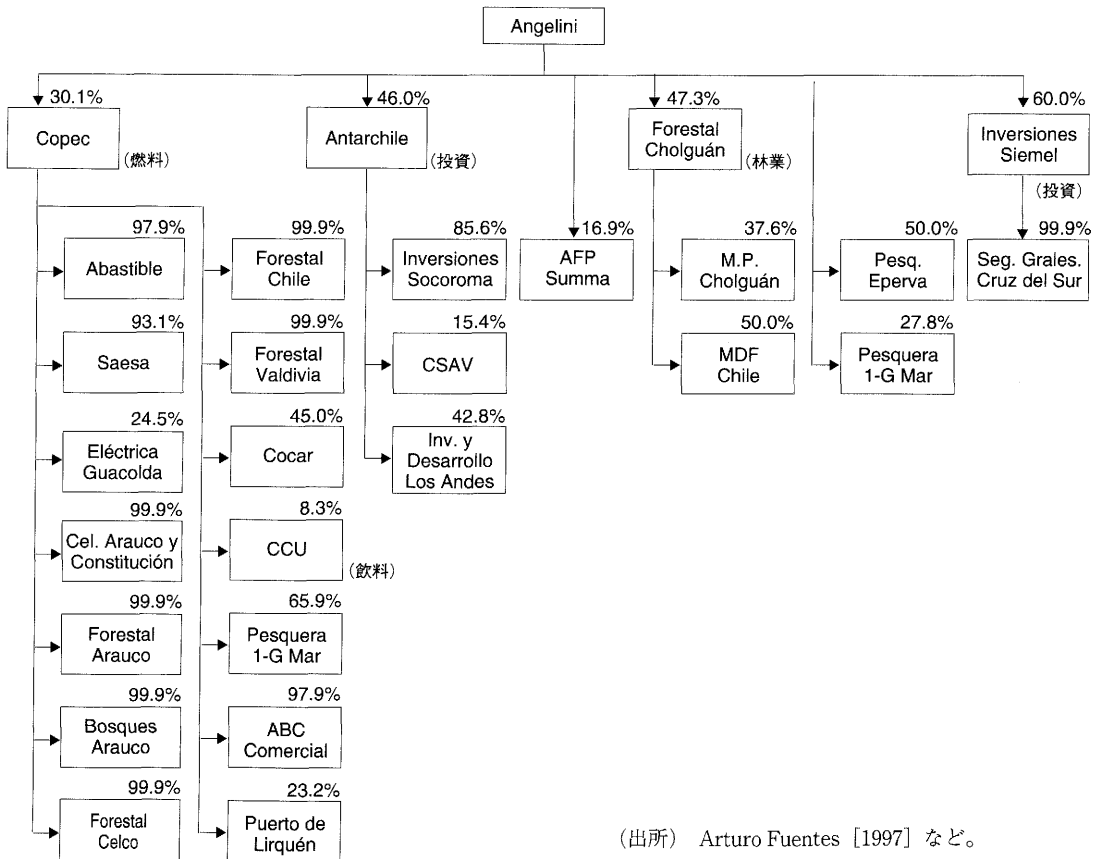 Angelini
30.1%
Copec
(燃料)
46.0%
Antarchile
(投資)
47.3%
Forestal
Cholguán
(林業)
60.0%
Inversiones
Siemel
(投資)
97.9%
Abastible
93.1%
Saesa
24.5%
Eléctrica
Guacolda
99.9%
Cel. Arauco y
Constitución
99.9%
Forestal
Arauco
99.9%
Bosques
Arauco
99.9%
Forestal
Celco
99.9%
Forestal
Chile
99.9%
Forestal
Valdivia
45.0%
Cocar
8.3%
CCU
(飲料)
65.9%
Pesquera
1-G Mar
97.9%
ABC
Comercial
23.2%
Puerto de
Lirquén
85.6%
Inversiones
Socoroma
15.4%
CSAV
42.8%
Inv. y
Desarrollo
Los Andes
16.9%
AFP
Summa
37.6%
M.P.
Cholguán
50.0%
MDF
Chile
50.0%
Pesq.
Eperva
27.8%
Pesquera
1-G Mar
99.9%
Seg. Grales.
Cruz del Sur
(出所) Arturo Fuentes [1997] など。